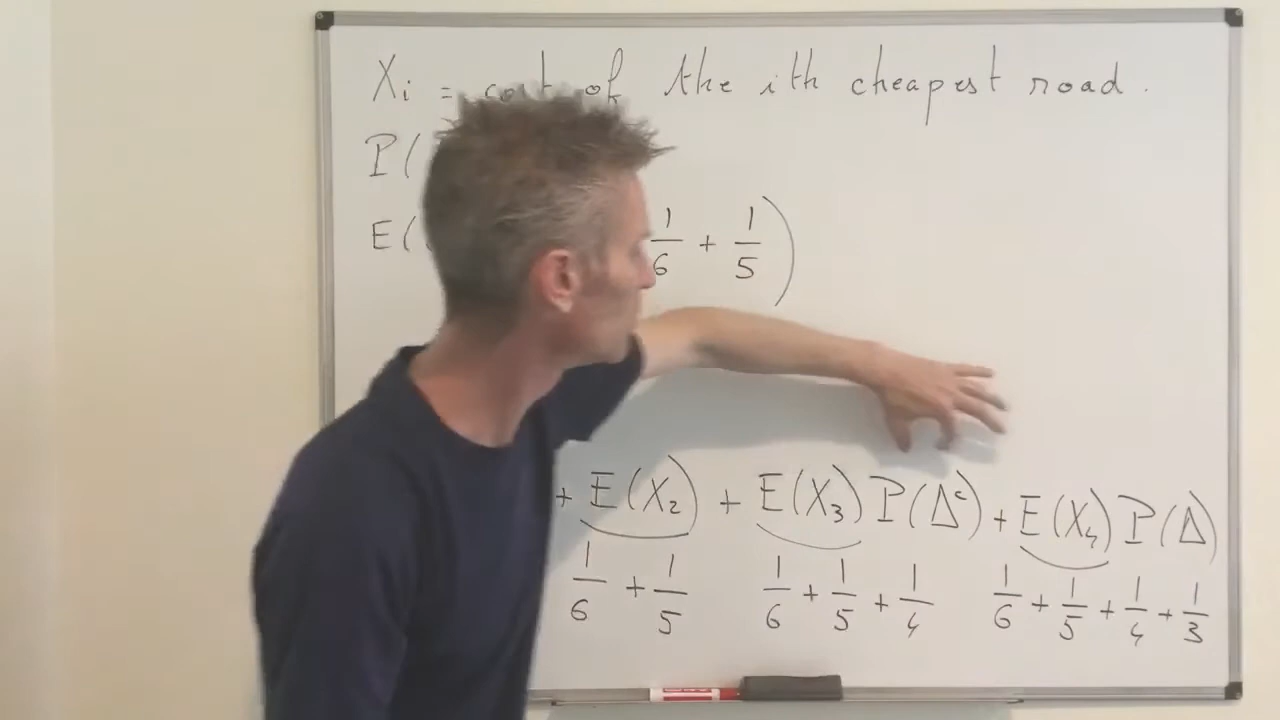 Xᵢ = cost of the ith cheapest road.
P(
E( 1/6 + 1/5 )
+ E(X₂) + E(X₃) P(Δᶜ) + E(X₄) P(Δ)
1/6 + 1/5 1/6 + 1/5 + 1/4 1/6 + 1/5 + 1/4 + 1/3